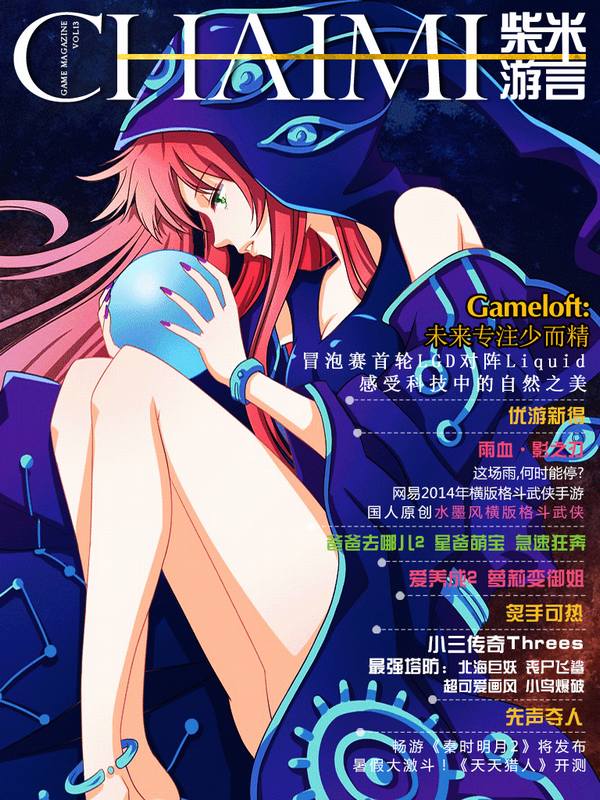 CHAIMI
柴米
游言
GAME MAGAZINE
VOL13
Gameloft:
未来专注少而精
冒泡赛首轮LGD对阵Liquid
感受科技中的自然之美
优游新得
雨血·影之刃
这场雨,何时能停?
网易2014年横版格斗武侠手游
国人原创水墨风横版格斗武侠
爸爸去哪儿2 星爸萌宝 急速狂奔
爱养成2 萝莉变御姐
炙手可热
小三传奇Threes
最强塔防：北海巨妖 丧尸飞鲨
超可爱画风 小鸟爆破
先声夺人
畅游《秦时明月2》将发布
暑假大激斗！《天天猎人》开测